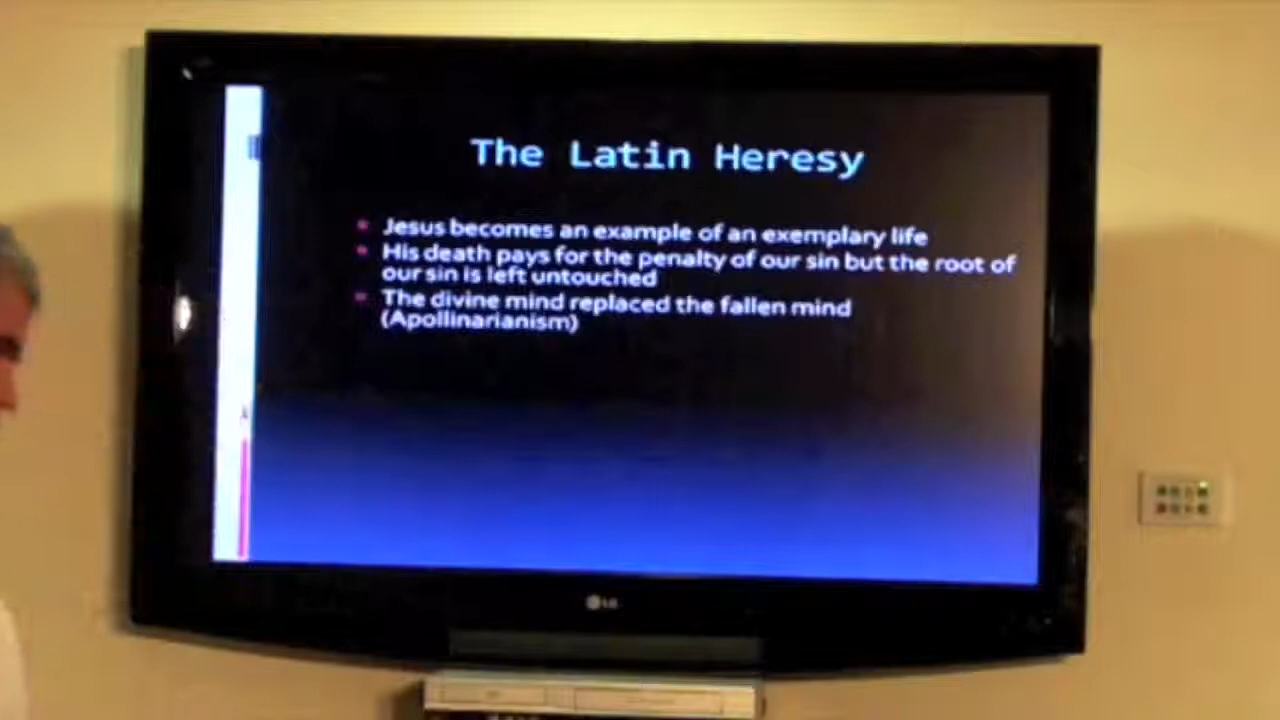 The Latin Heresy
Jesus becomes an example of an exemplary life
His death pays for the penalty of our sin but the root of
our sin is left untouched
The divine mind replaced the fallen mind
(Apollinarianism)
LG